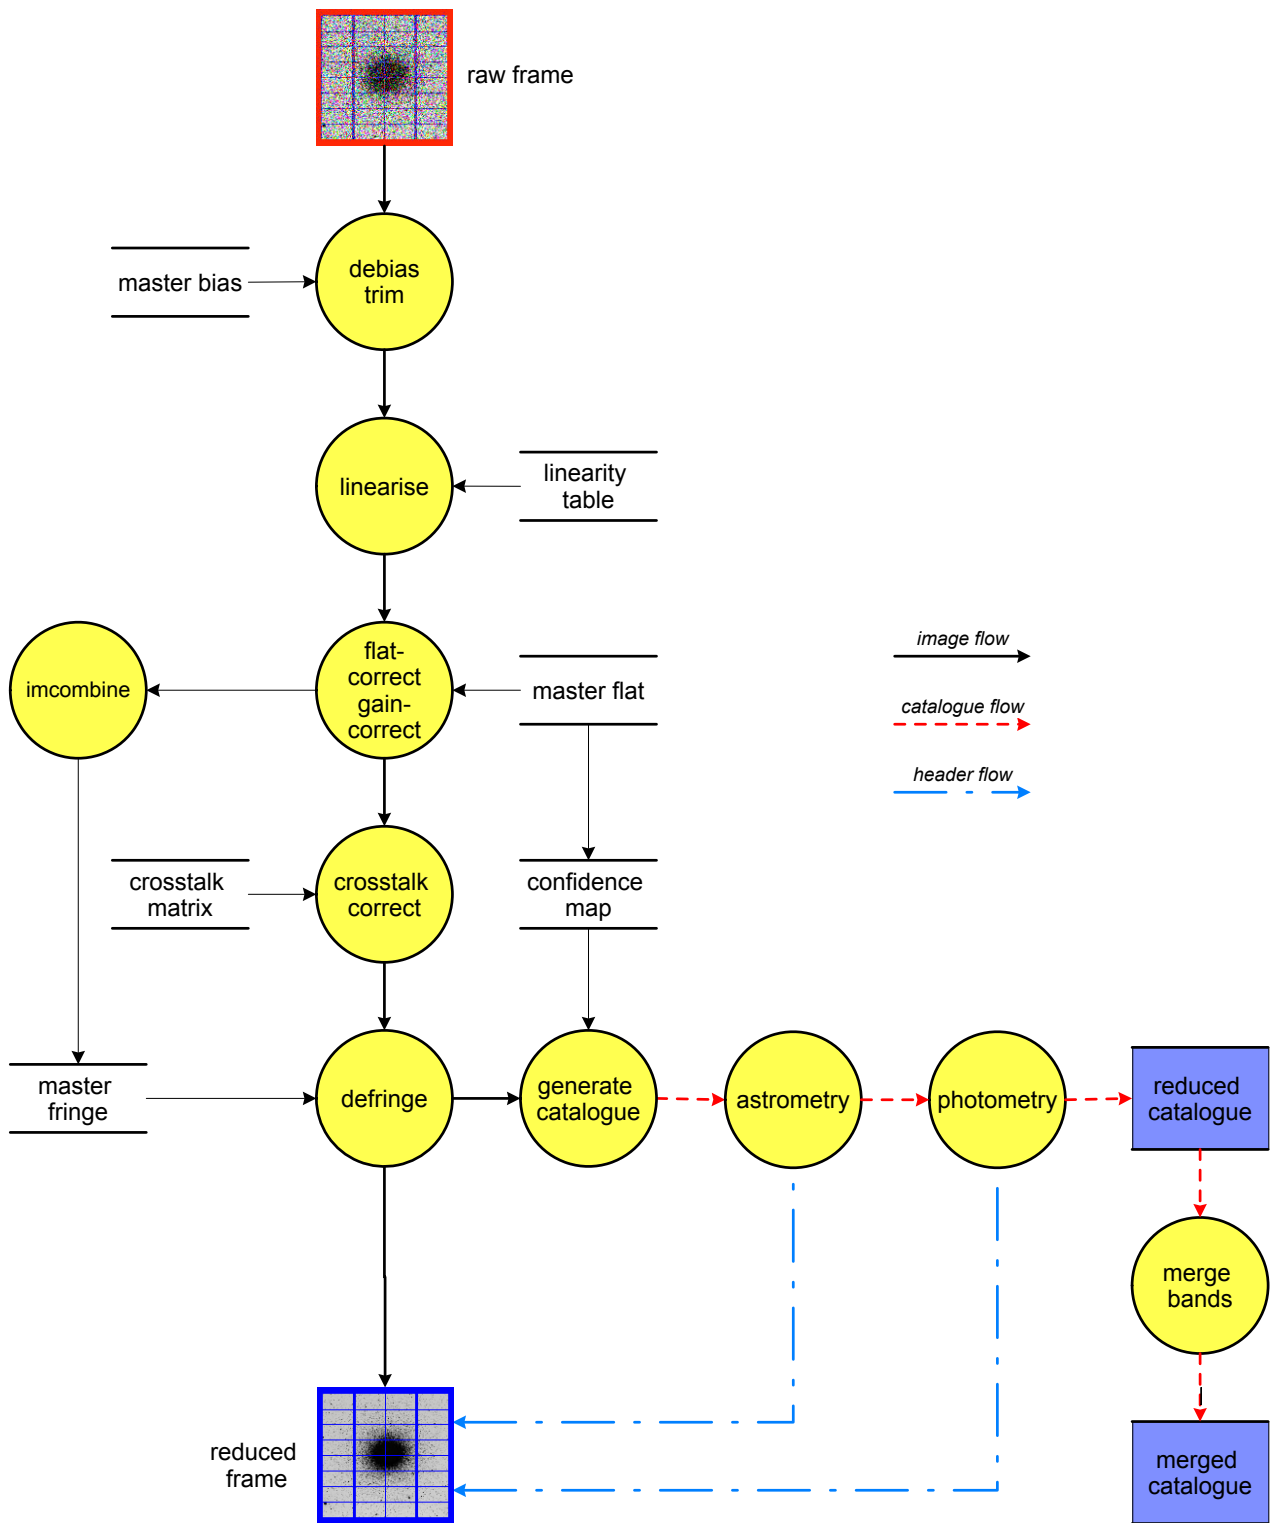 raw frame
debias
trim
master bias
linearise
linearity
table
imcombine
flat-
correct
gain-
correct
master flat
image flow
catalogue flow
header flow
crosstalk
matrix
crosstalk
correct
confidence
map
master
fringe
defringe
generate
catalogue
astrometry
photometry
reduced
catalogue
merge
bands
reduced
frame
merged
catalogue